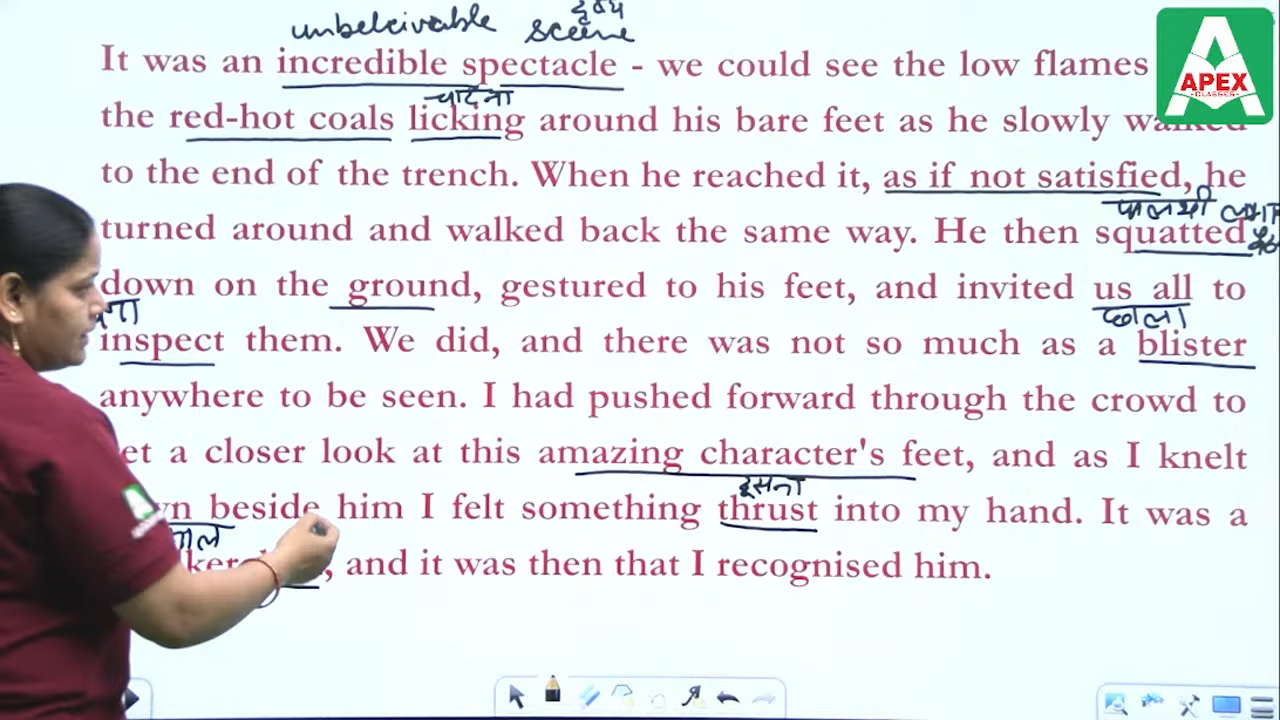 दृश्य
unbeleivable scene
It was an incredible spectacle - we could see the low flames
चाटना
the red-hot coals licking around his bare feet as he slowly walked
to the end of the trench. When he reached it, as if not satisfied, he
पालथी
turned around and walked back the same way. He then squatted
down on the ground, gestured to his feet, and invited us all to
छाला
inspect them. We did, and there was not so much as a blister
anywhere to be seen. I had pushed forward through the crowd to
a closer look at this amazing character's feet, and as I knelt
ठूसना
beside him I felt something thrust into my hand. It was a
and it was then that I recognised him.
APEX
CLASSES